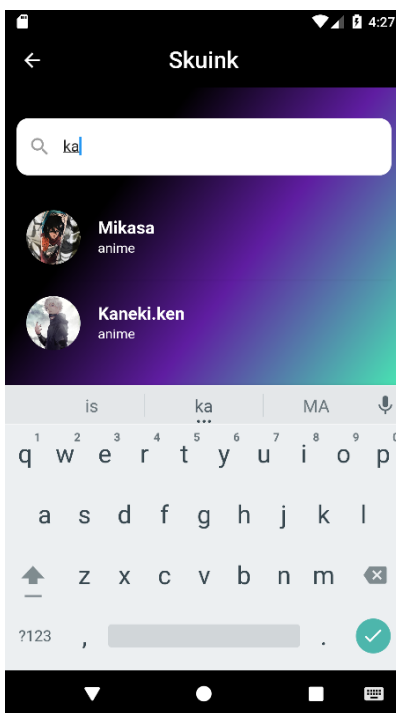 4:27
Skuink
ka
Mikasa
anime
Kaneki.ken
anime
is ka MA
1 2 3 4 5 6 7 8 9 0
q w e r t y u i o p
a s d f g h j k l
z x c v b n m
?123 , .